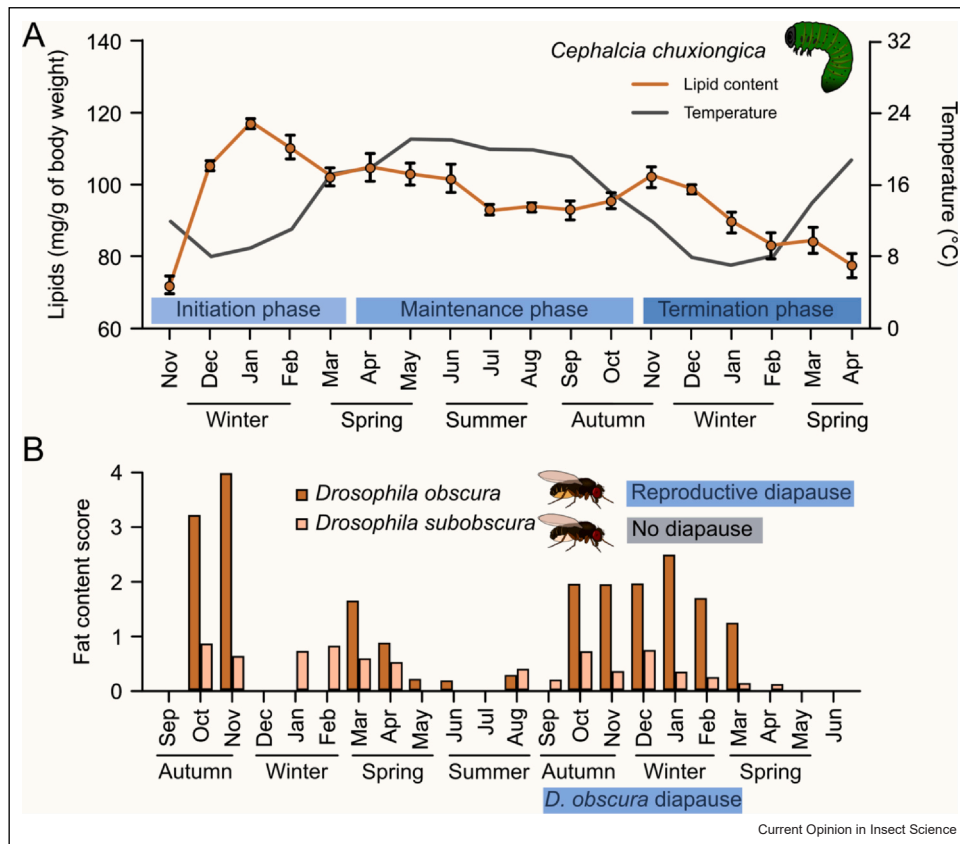 A
Cephalcia chuxiongica
Lipid content
Temperature
Lipids (mg/g of body weight)
140
120
100
80
60
Temperature (°C)
32
24
16
8
0
Initiation phase Maintenance phase Termination phase
Nov Dec Jan Feb Mar Apr May Jun Jul Aug Sep Oct Nov Dec Jan Feb Mar Apr
Winter Spring Summer Autumn Winter Spring
B
Drosophila obscura Reproductive diapause
Drosophila subobscura No diapause
Fat content score
4
3
2
1
0
Sep Oct Nov Dec Jan Feb Mar Apr May Jun Jul Aug Sep Oct Nov Dec Jan Feb Mar Apr May Jun
Autumn Winter Spring Summer Autumn Winter Spring
D. obscura diapause
Current Opinion in Insect Science